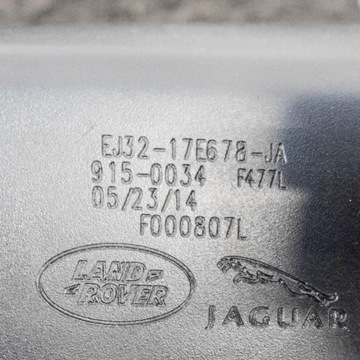 EJ32-17E678-JA
915-0034 F477L
05/23/14
F000807L
LAND
ROVER
JAGUAR